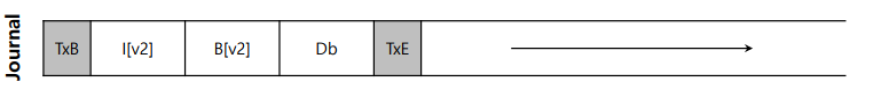 Journal
TxB I[v2] B[v2] Db TxE